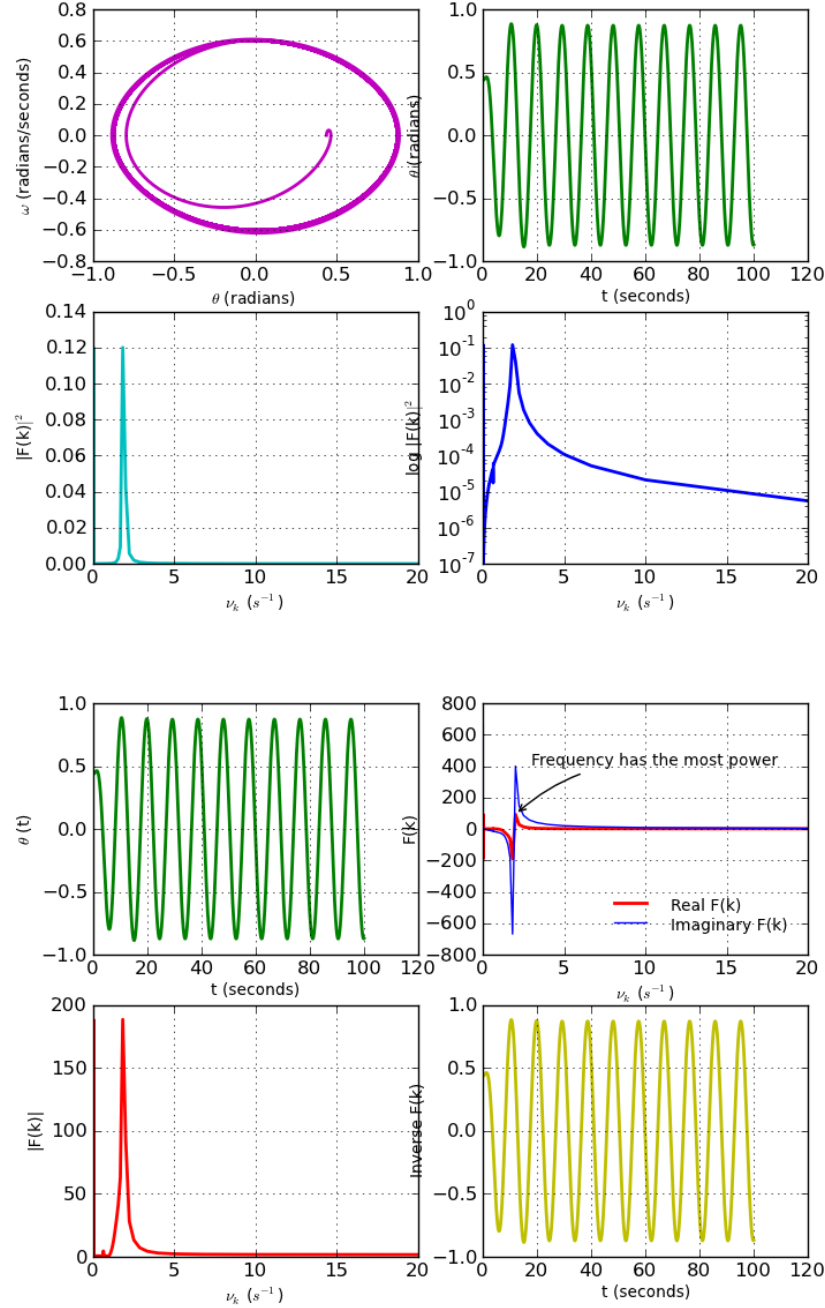 0.8
0.6
0.4
0.2
0.0
−0.2
−0.4
−0.6
−0.8
ω (radians/seconds)
−1.0 −0.5 0.0 0.5 1.0
θ (radians)
1.0
0.5
0.0
−0.5
−1.0
θ (radians)
0 20 40 60 80 100 120
t (seconds)
0.14
0.12
0.10
0.08
0.06
0.04
0.02
0.00
|F(k)|²
0 5 10 15 20
ν_k (s⁻¹)
10⁰
10⁻¹
10⁻²
10⁻³
10⁻⁴
10⁻⁵
10⁻⁶
10⁻⁷
log |F(k)|²
0 5 10 15 20
ν_k (s⁻¹)
1.0
0.5
0.0
−0.5
−1.0
θ (t)
0 20 40 60 80 100 120
t (seconds)
800
600
400
200
0
−200
−400
−600
−800
F(k)
Frequency has the most power
Real F(k)
Imaginary F(k)
0 5 10 15 20
ν_k (s⁻¹)
200
150
100
50
0
|F(k)|
0 5 10 15 20
ν_k (s⁻¹)
1.0
0.5
0.0
−0.5
−1.0
Inverse F(k)
0 20 40 60 80 100 120
t (seconds)